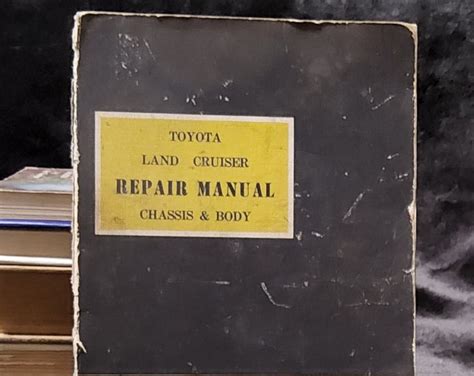 TOYOTA
LAND CRUISER
REPAIR MANUAL
CHASSIS & BODY